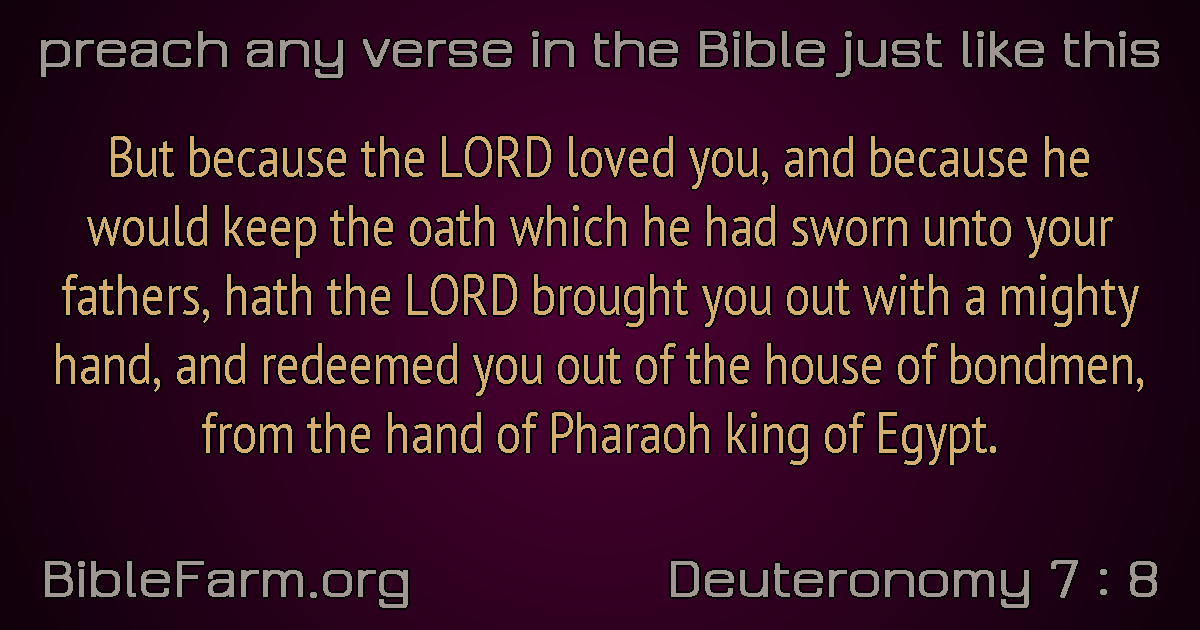 preach any verse in the Bible just like this
But because the LORD loved you, and because he
would keep the oath which he had sworn unto your
fathers, hath the LORD brought you out with a mighty
hand, and redeemed you out of the house of bondmen,
from the hand of Pharaoh king of Egypt.
BibleFarm.org
Deuteronomy 7 : 8